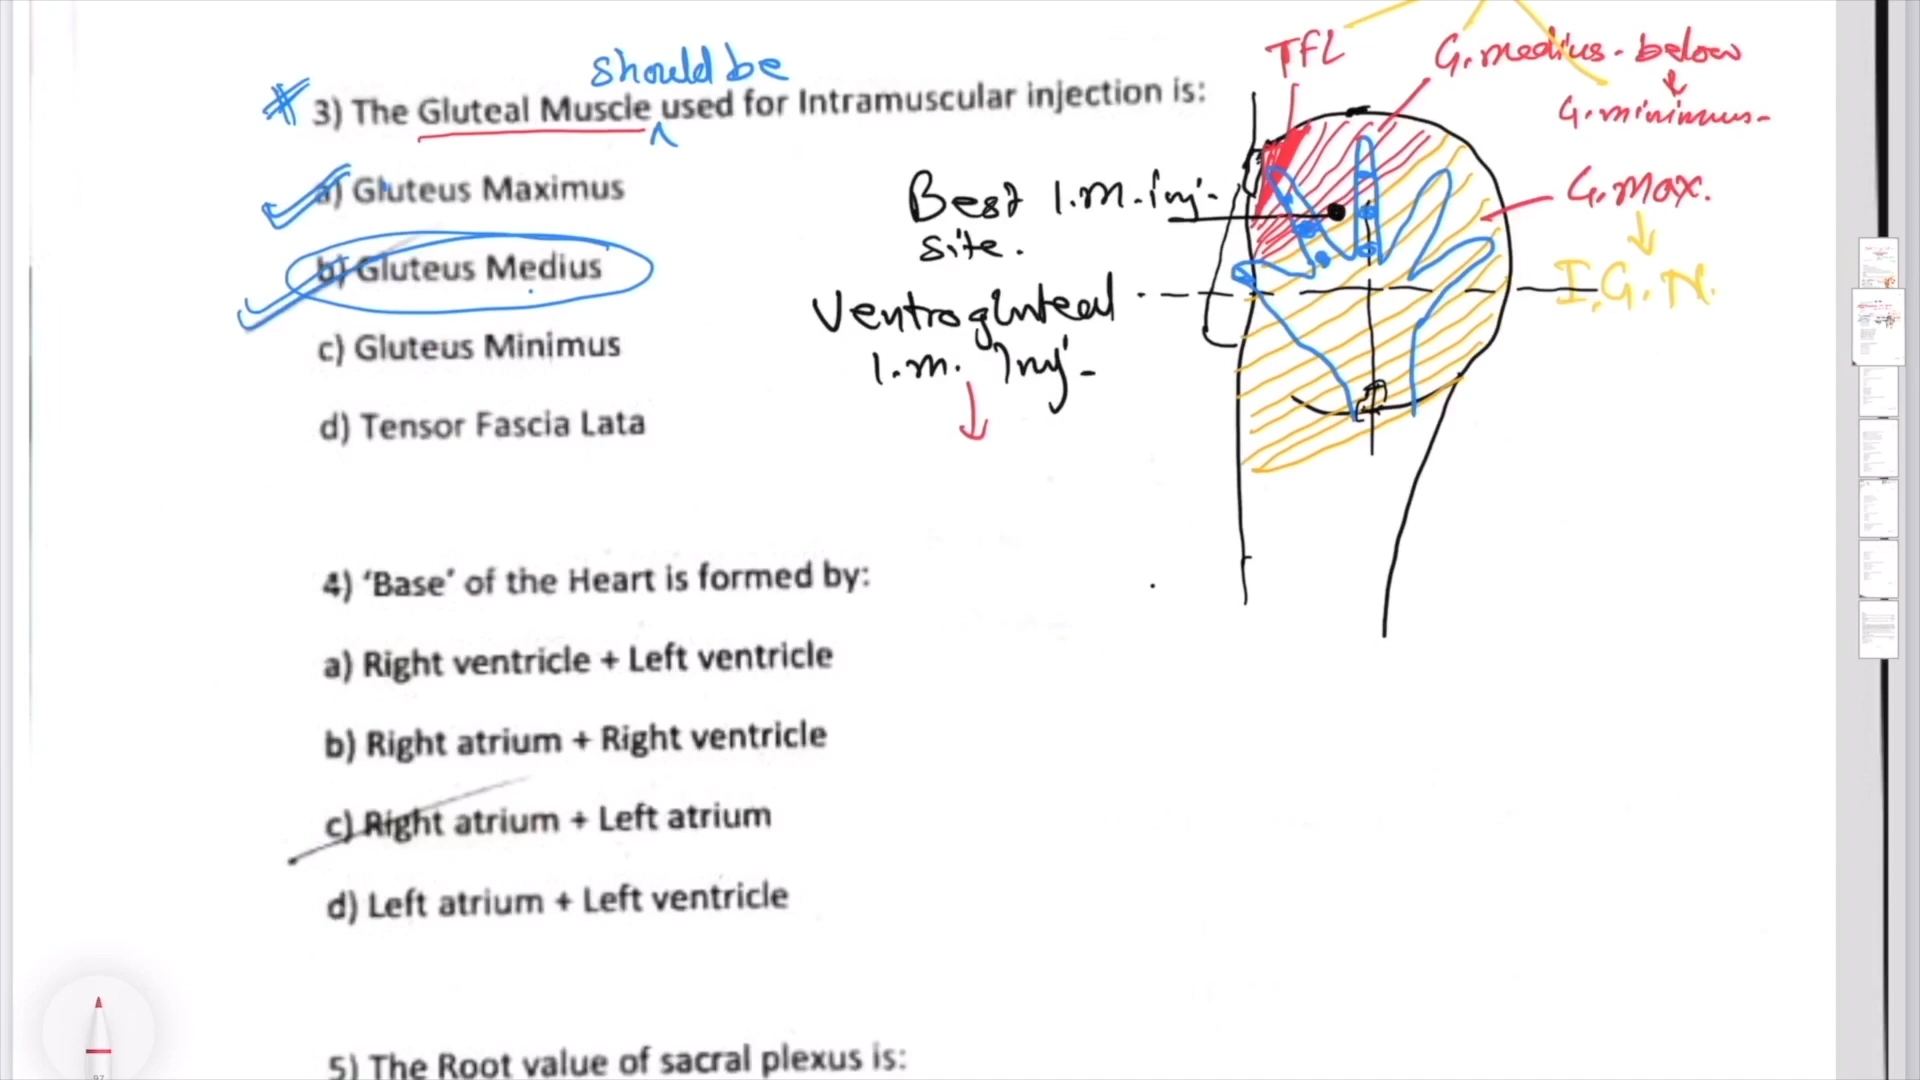 should be
3) The Gluteal Muscle ^ used for Intramuscular injection is:
a) Gluteus Maximus
b) Gluteus Medius
c) Gluteus Minimus
d) Tensor Fascia Lata
TFL
G. medius - below
G. minimus -
G. Max.
I. G. N.
Best I.M. inj -
site.
Ventrogluteal
I.m. Inj -
4) ‘Base’ of the Heart is formed by:
a) Right ventricle + Left ventricle
b) Right atrium + Right ventricle
c) Right atrium + Left atrium
d) Left atrium + Left ventricle
5) The Root value of sacral plexus is:
97